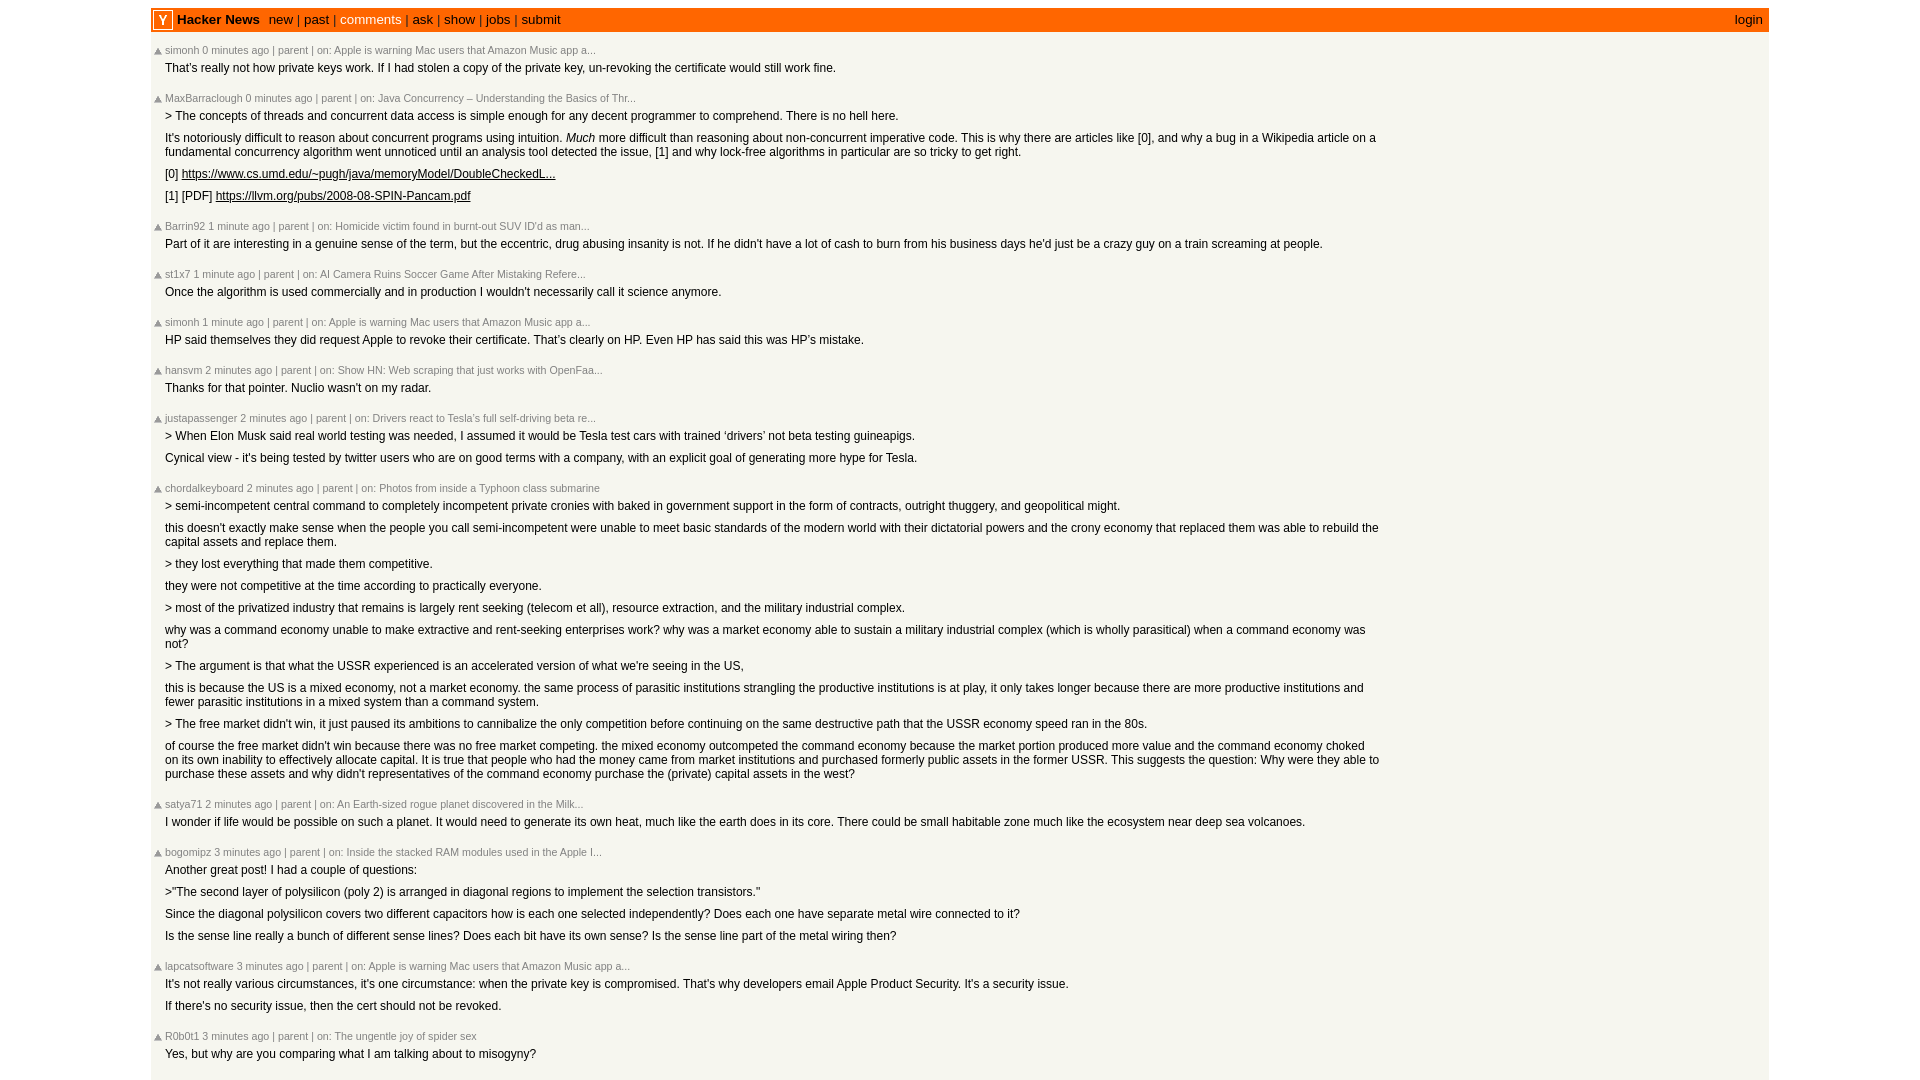 Y Hacker News new | past | comments | ask | show | jobs | submit login
simonh 0 minutes ago | parent | on: Apple is warning Mac users that Amazon Music app a...
That’s really not how private keys work. If I had stolen a copy of the private key, un-revoking the certificate would still work fine.
MaxBarraclough 0 minutes ago | parent | on: Java Concurrency – Understanding the Basics of Thr...
> The concepts of threads and concurrent data access is simple enough for any decent programmer to comprehend. There is no hell here.
It's notoriously difficult to reason about concurrent programs using intuition. Much more difficult than reasoning about non-concurrent imperative code. This is why there are articles like [0], and why a bug in a Wikipedia article on a
fundamental concurrency algorithm went unnoticed until an analysis tool detected the issue, [1] and why lock-free algorithms in particular are so tricky to get right.
[0] https://www.cs.umd.edu/~pugh/java/memoryModel/DoubleCheckedL...
[1] [PDF] https://llvm.org/pubs/2008-08-SPIN-Pancam.pdf
Barrin92 1 minute ago | parent | on: Homicide victim found in burnt-out SUV ID'd as man...
Part of it are interesting in a genuine sense of the term, but the eccentric, drug abusing insanity is not. If he didn't have a lot of cash to burn from his business days he'd just be a crazy guy on a train screaming at people.
st1x7 1 minute ago | parent | on: AI Camera Ruins Soccer Game After Mistaking Refere...
Once the algorithm is used commercially and in production I wouldn't necessarily call it science anymore.
simonh 1 minute ago | parent | on: Apple is warning Mac users that Amazon Music app a...
HP said themselves they did request Apple to revoke their certificate. That’s clearly on HP. Even HP has said this was HP’s mistake.
hansvm 2 minutes ago | parent | on: Show HN: Web scraping that just works with OpenFaa...
Thanks for that pointer. Nuclio wasn't on my radar.
justapassenger 2 minutes ago | parent | on: Drivers react to Tesla’s full self-driving beta re...
> When Elon Musk said real world testing was needed, I assumed it would be Tesla test cars with trained ‘drivers’ not beta testing guineapigs.
Cynical view - it's being tested by twitter users who are on good terms with a company, with an explicit goal of generating more hype for Tesla.
chordalkeyboard 2 minutes ago | parent | on: Photos from inside a Typhoon class submarine
> semi-incompetent central command to completely incompetent private cronies with baked in government support in the form of contracts, outright thuggery, and geopolitical might.
this doesn't exactly make sense when the people you call semi-incompetent were unable to meet basic standards of the modern world with their dictatorial powers and the crony economy that replaced them was able to rebuild the
capital assets and replace them.
> they lost everything that made them competitive.
they were not competitive at the time according to practically everyone.
> most of the privatized industry that remains is largely rent seeking (telecom et all), resource extraction, and the military industrial complex.
why was a command economy unable to make extractive and rent-seeking enterprises work? why was a market economy able to sustain a military industrial complex (which is wholly parasitical) when a command economy was
not?
> The argument is that what the USSR experienced is an accelerated version of what we're seeing in the US,
this is because the US is a mixed economy, not a market economy. the same process of parasitic institutions strangling the productive institutions is at play, it only takes longer because there are more productive institutions and
fewer parasitic institutions in a mixed system than a command system.
> The free market didn't win, it just paused its ambitions to cannibalize the only competition before continuing on the same destructive path that the USSR economy speed ran in the 80s.
of course the free market didn't win because there was no free market competing. the mixed economy outcompeted the command economy because the market portion produced more value and the command economy choked
on its own inability to effectively allocate capital. It is true that people who had the money came from market institutions and purchased formerly public assets in the former USSR. This suggests the question: Why were they able to
purchase these assets and why didn't representatives of the command economy purchase the (private) capital assets in the west?
satya71 2 minutes ago | parent | on: An Earth-sized rogue planet discovered in the Milk...
I wonder if life would be possible on such a planet. It would need to generate its own heat, much like the earth does in its core. There could be small habitable zone much like the ecosystem near deep sea volcanoes.
bogomipz 3 minutes ago | parent | on: Inside the stacked RAM modules used in the Apple I...
Another great post! I had a couple of questions:
>"The second layer of polysilicon (poly 2) is arranged in diagonal regions to implement the selection transistors."
Since the diagonal polysilicon covers two different capacitors how is each one selected independently? Does each one have separate metal wire connected to it?
Is the sense line really a bunch of different sense lines? Does each bit have its own sense? Is the sense line part of the metal wiring then?
lapcatsoftware 3 minutes ago | parent | on: Apple is warning Mac users that Amazon Music app a...
It's not really various circumstances, it's one circumstance: when the private key is compromised. That's why developers email Apple Product Security. It's a security issue.
If there's no security issue, then the cert should not be revoked.
R0b0t1 3 minutes ago | parent | on: The ungentle joy of spider sex
Yes, but why are you comparing what I am talking about to misogyny?